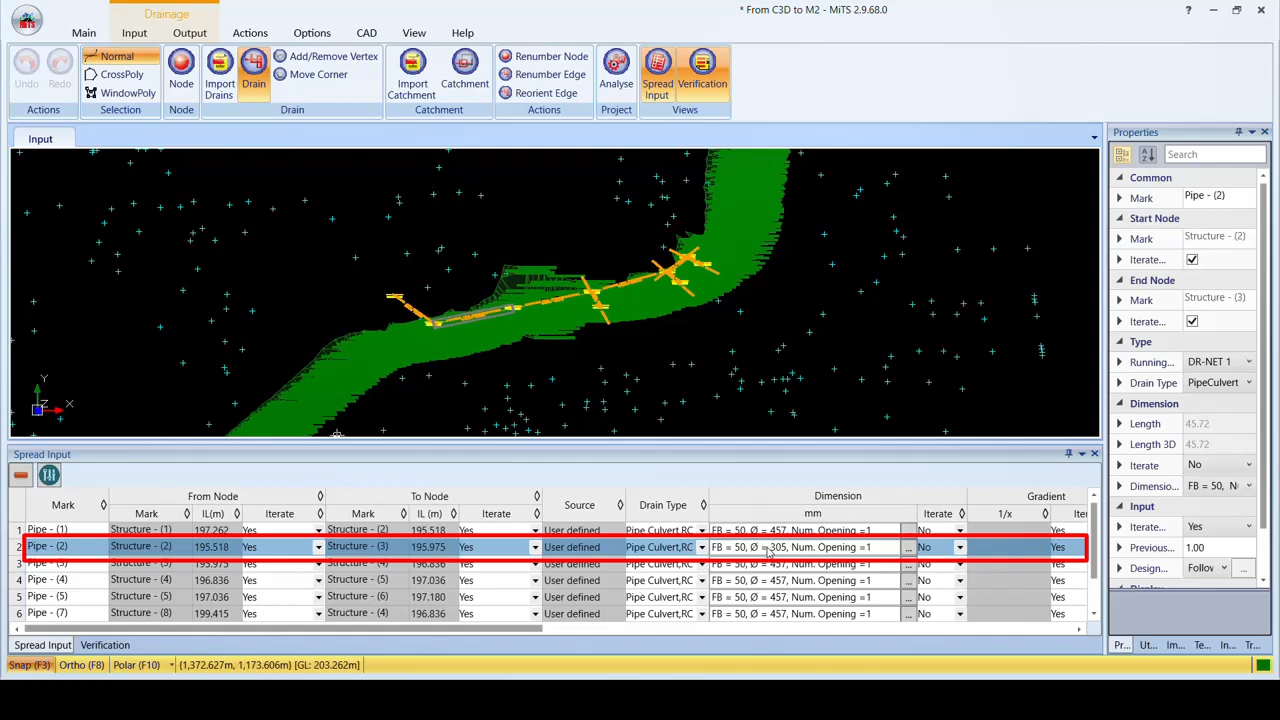 Drainage
* From C3D to M2 - MiTS 2.9.68.0
MiTS
Main Input Output Actions Options CAD View Help
Undo Redo
Normal
CrossPoly
WindowPoly
Node
Import Drains
Drain
Add/Remove Vertex
Move Corner
Import Catchment
Catchment
Renumber Node
Renumber Edge
Reorient Edge
Analyse
Spread Input
Verification
Actions Selection Node Drain Catchment Actions Project Views
Input
Y
Z
X
Properties
Search
Common
Mark Pipe - (2)
Start Node
Mark Structure - (2)
Iterate...
End Node
Mark Structure - (3)
Iterate...
Type
Running... DR-NET 1
Drain Type PipeCulvert
Dimension
Length 45.72
Length 3D 45.72
Iterate No
Dimensio... FB = 50, N
Input
Iterate... Yes
Previous... 1.00
Design... Follov ...
Pr... Ut... Im... Te... In... Tr...
Spread Input
Mark From Node To Node Source Drain Type Dimension Gradient
Mark IL(m) Iterate Mark IL (m) Iterate mm Iterate 1/x Iter
1 Pipe - (1) Structure - (1) 197.262 Yes Structure - (2) 195.518 Yes User defined Pipe Culvert,RC FB = 50, Ø = 457, Num. Opening =1 ... No Yes
2 Pipe - (2) Structure - (2) 195.518 Yes Structure - (3) 195.975 Yes User defined Pipe Culvert,RC FB = 50, Ø = 305, Num. Opening =1 ... No Yes
3 Pipe - (3) Structure - (3) 195.975 Yes Structure - (4) 196.836 Yes User defined Pipe Culvert,RC FB = 50, Ø = 457, Num. Opening =1 ... No Yes
4 Pipe - (4) Structure - (4) 196.836 Yes Structure - (5) 197.036 Yes User defined Pipe Culvert,RC FB = 50, Ø = 457, Num. Opening =1 ... No Yes
5 Pipe - (5) Structure - (5) 197.036 Yes Structure - (6) 197.780 Yes User defined Pipe Culvert,RC FB = 50, Ø = 457, Num. Opening =1 ... No Yes
6 Pipe - (7) Structure - (8) 199.415 Yes Structure - (4) 196.836 Yes User defined Pipe Culvert,RC FB = 50, Ø = 457, Num. Opening =1 ... No Yes
Spread Input Verification
Snap (F3) Ortho (F8) Polar (F10) {1,372.627m, 1,173.606m} [GL: 203.262m]